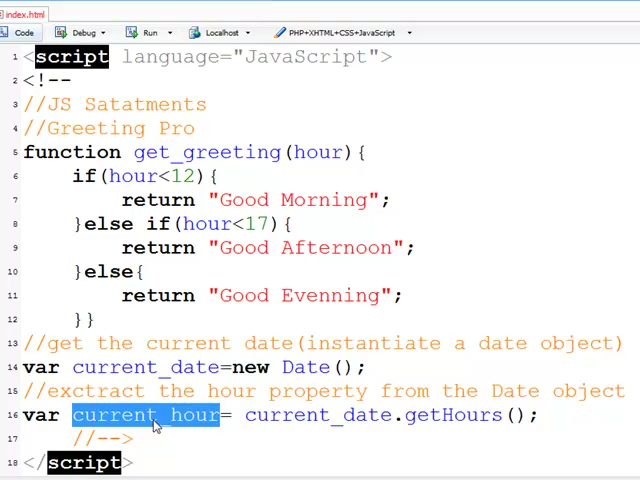 index.html
Code Debug Run Localhost PHP+XHTML+CSS+JavaScript
1 <script language="JavaScript">
2 <!--
3 //JS Satatments
4 //Greeting Pro
5 function get_greeting(hour){
6 if(hour<12){
7 return "Good Morning";
8 }else if(hour<17){
9 return "Good Afternoon";
10 }else{
11 return "Good Evenning";
12 }}
13 //get the current date(instantiate a date object)
14 var current_date=new Date();
15 //exctract the hour property from the Date object
16 var current_hour= current_date.getHours();
17 //-->
18 </script>